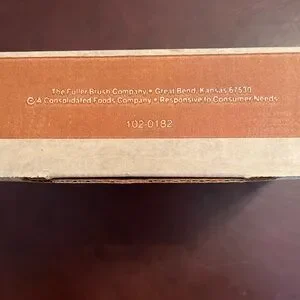 The Fuller Brush Company • Great Bend, Kansas 67530
A Consolidated Foods Company • Responsive to Consumer Needs
102-0182